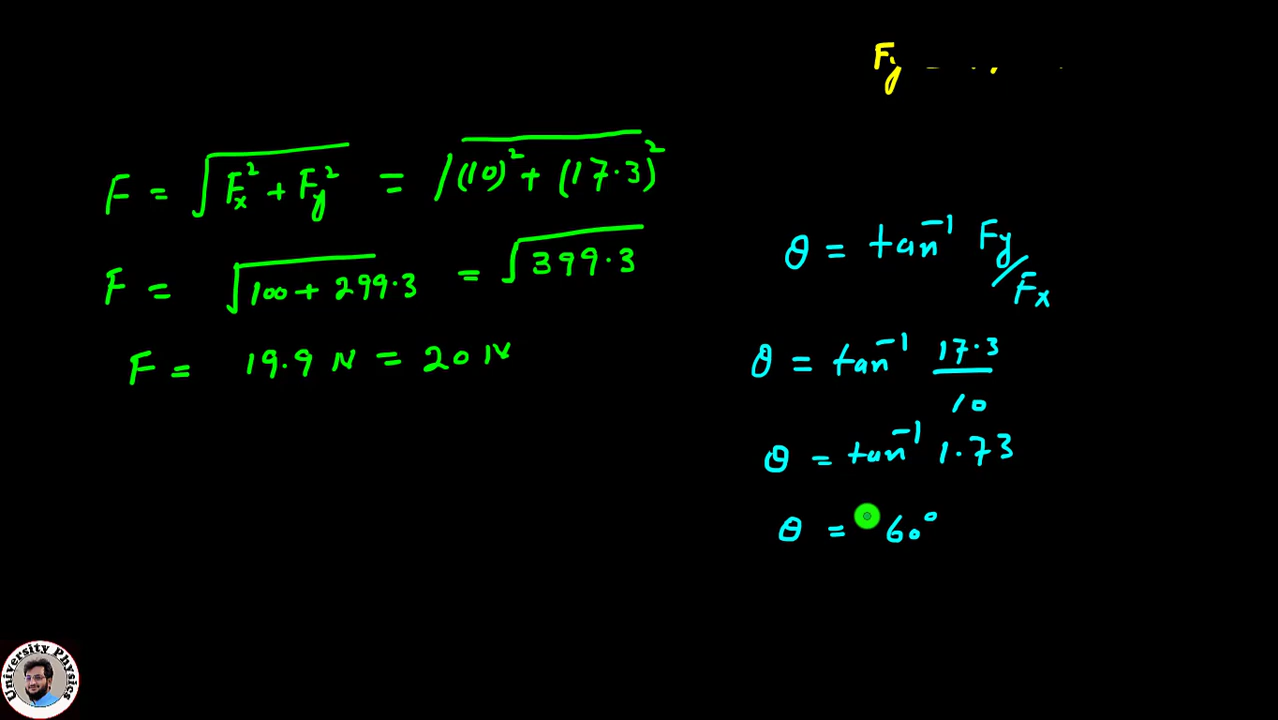 Fy
F = √Fx² + Fy² = √(10)² + (17.3)²
F = √100 + 299.3 = √399.3
F = 19.9 N = 20 N
θ = tan⁻¹ Fy/Fx
θ = tan⁻¹ 17.3/10
θ = tan⁻¹ 1.73
θ = 60°
University Physics